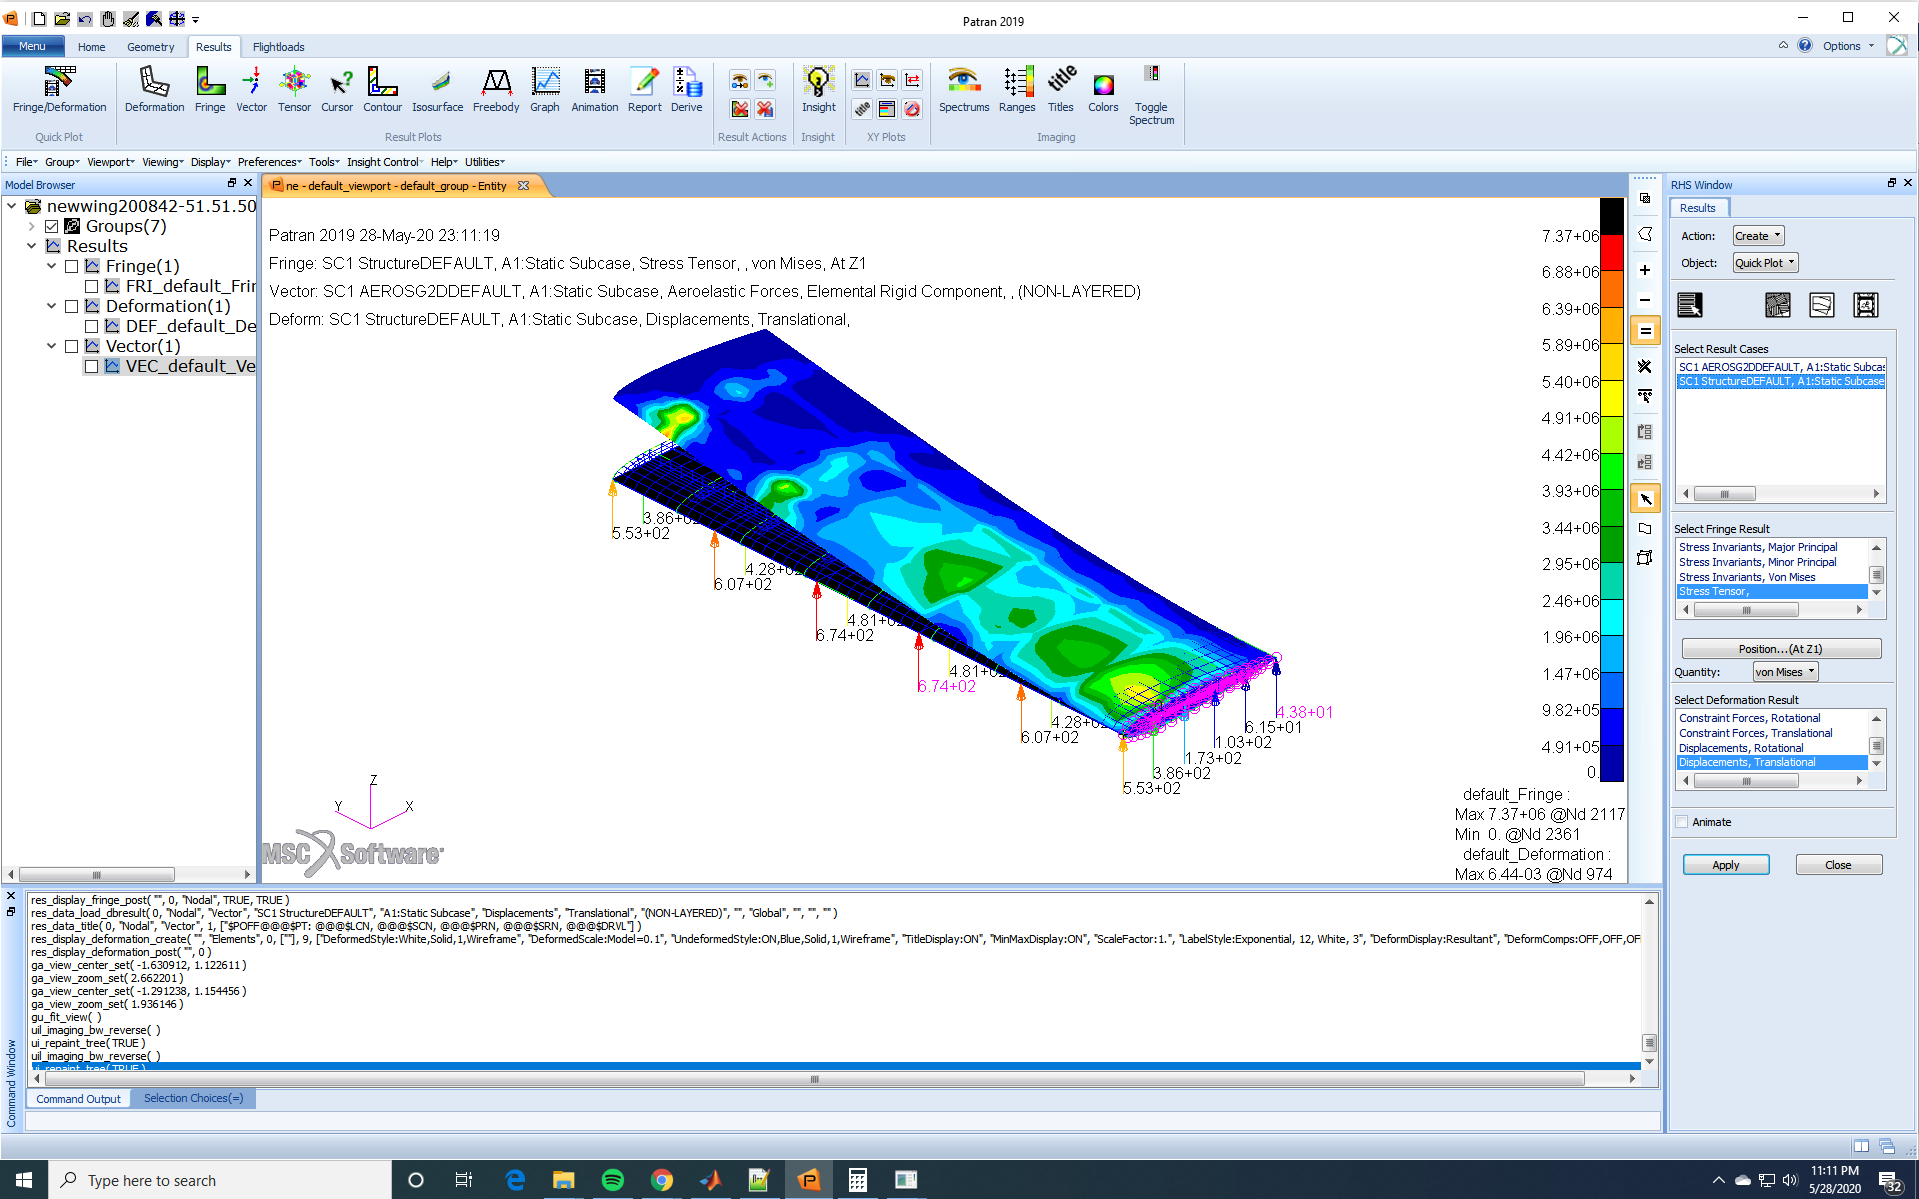 Patran 2019
Menu Home Geometry Results Flightloads
Options
Fringe/Deformation Deformation Fringe Vector Tensor Cursor Contour Isosurface Freebody Graph Animation Report Derive Insight Spectrums Ranges Titles Colors Toggle Spectrum
Quick Plot Result Plots Result Actions Insight XY Plots Imaging
File Group Viewport Viewing Display Preferences Tools Insight Control Help Utilities
Model Browser
newwing200842-51.51.50
Groups(7)
Results
Fringe(1)
FRI_default_Frin
Deformation(1)
DEF_default_De
Vector(1)
VEC_default_Ve
ne - default_viewport - default_group - Entity
Patran 2019 28-May-20 23:11:19
Fringe: SC1 StructureDEFAULT, A1:Static Subcase, Stress Tensor, , von Mises, At Z1
Vector: SC1 AEROSG2DDEFAULT, A1:Static Subcase, Aeroelastic Forces, Elemental Rigid Component, , (NON-LAYERED)
Deform: SC1 StructureDEFAULT, A1:Static Subcase, Displacements, Translational,
7.37+06
6.88+06
6.39+06
5.89+06
5.40+06
4.91+06
4.42+06
3.93+06
3.44+06
2.95+06
2.46+06
1.96+06
1.47+06
9.82+05
4.91+05
0.
3.86+02
5.53+02
4.28+02
6.07+02
4.81+02
6.74+02
4.81+02
6.74+02
4.28+02
6.07+02
4.38+01
6.15+01
1.03+02
1.73+02
3.86+02
5.53+02
Z
Y
X
MSC Software
default_Fringe :
Max 7.37+06 @Nd 2117
Min 0. @Nd 2361
default_Deformation :
Max 6.44-03 @Nd 974
RHS Window
Results
Action: Create
Object: Quick Plot
Select Result Cases
SC1 AEROSG2DDEFAULT, A1:Static Subcas
SC1 StructureDEFAULT, A1:Static Subcase
Select Fringe Result
Stress Invariants, Major Principal
Stress Invariants, Minor Principal
Stress Invariants, Von Mises
Stress Tensor,
Position...(At Z1)
Quantity: von Mises
Select Deformation Result
Constraint Forces, Rotational
Constraint Forces, Translational
Displacements, Rotational
Displacements, Translational
Animate
Apply Close
Command Window
res_display_fringe_post( "", 0, "Nodal", TRUE, TRUE )
res_data_load_dbresult( 0, "Nodal", "Vector", "SC1 StructureDEFAULT", "A1:Static Subcase", "Displacements", "Translational", "(NON-LAYERED)", "", "Global", "", "", "" )
res_data_title( 0, "Nodal", "Vector", 1, ["$POFF@@@$PT: @@@$LCN, @@@$SCN, @@@$PRN, @@@$SRN, @@@$DRVL"] )
res_display_deformation_create( "", "Elements", 0, [""], 9, ["DeformedStyle:White,Solid,1,Wireframe", "DeformedScale:Model=0.1", "UndeformedStyle:ON,Blue,Solid,1,Wireframe", "TitleDisplay:ON", "MinMaxDisplay:ON", "ScaleFactor:1.", "LabelStyle:Exponential, 12, White, 3", "DeformDisplay:Resultant", "DeformComps:OFF,OFF,OF
res_display_deformation_post( "", 0 )
ga_view_center_set( -1.630912, 1.122611 )
ga_view_zoom_set( 2.662201 )
ga_view_center_set( -1.291238, 1.154456 )
ga_view_zoom_set( 1.936146 )
gu_fit_view( )
uil_imaging_bw_reverse( )
ui_repaint_tree( TRUE )
uil_imaging_bw_reverse( )
ui_repaint_tree( TRUE )
Command Output Selection Choices(=)
Type here to search
11:11 PM
5/28/2020
32